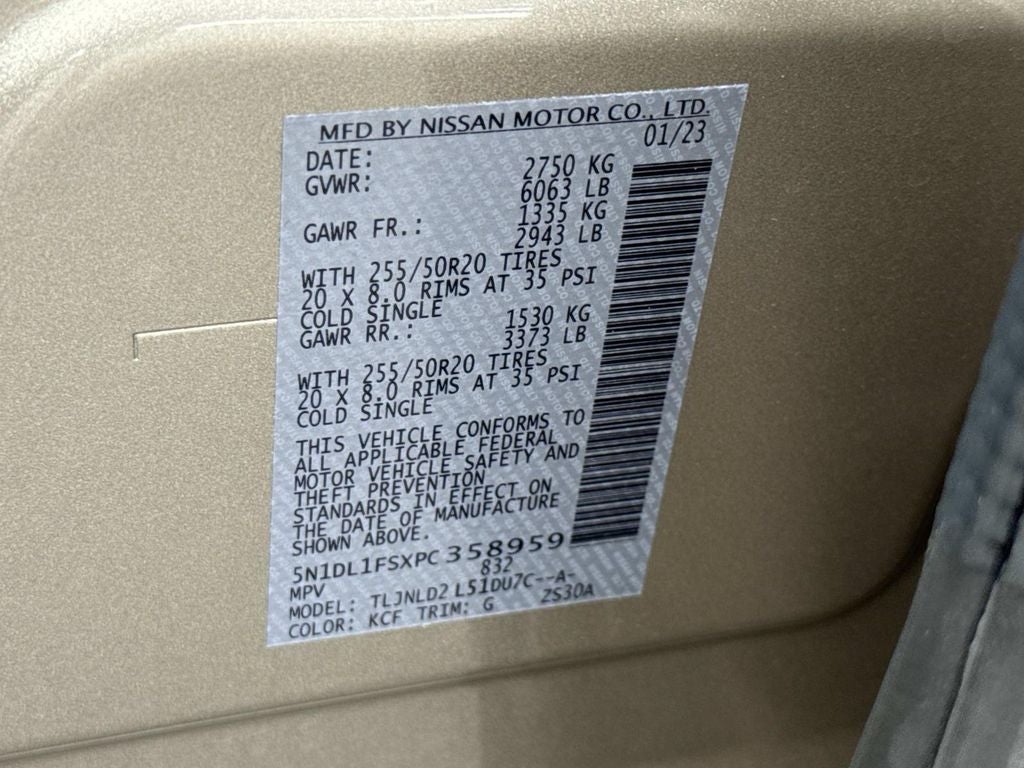 MFD BY NISSAN MOTOR CO., LTD.
DATE: 01/23
GVWR: 2750 KG
6063 LB
GAWR FR.: 1335 KG
2943 LB
WITH 255/50R20 TIRES
20 X 8.0 RIMS AT 35 PSI
COLD SINGLE
GAWR RR.: 1530 KG
3373 LB
WITH 255/50R20 TIRES
20 X 8.0 RIMS AT 35 PSI
COLD SINGLE
THIS VEHICLE CONFORMS TO
ALL APPLICABLE FEDERAL
MOTOR VEHICLE SAFETY AND
THEFT PREVENTION
STANDARDS IN EFFECT ON
THE DATE OF MANUFACTURE
SHOWN ABOVE.
5N1DL1FSXPC358959
MPV 832
MODEL: TLJNLD2 L51DU7C--A-
COLOR: KCF TRIM: G ZS30A